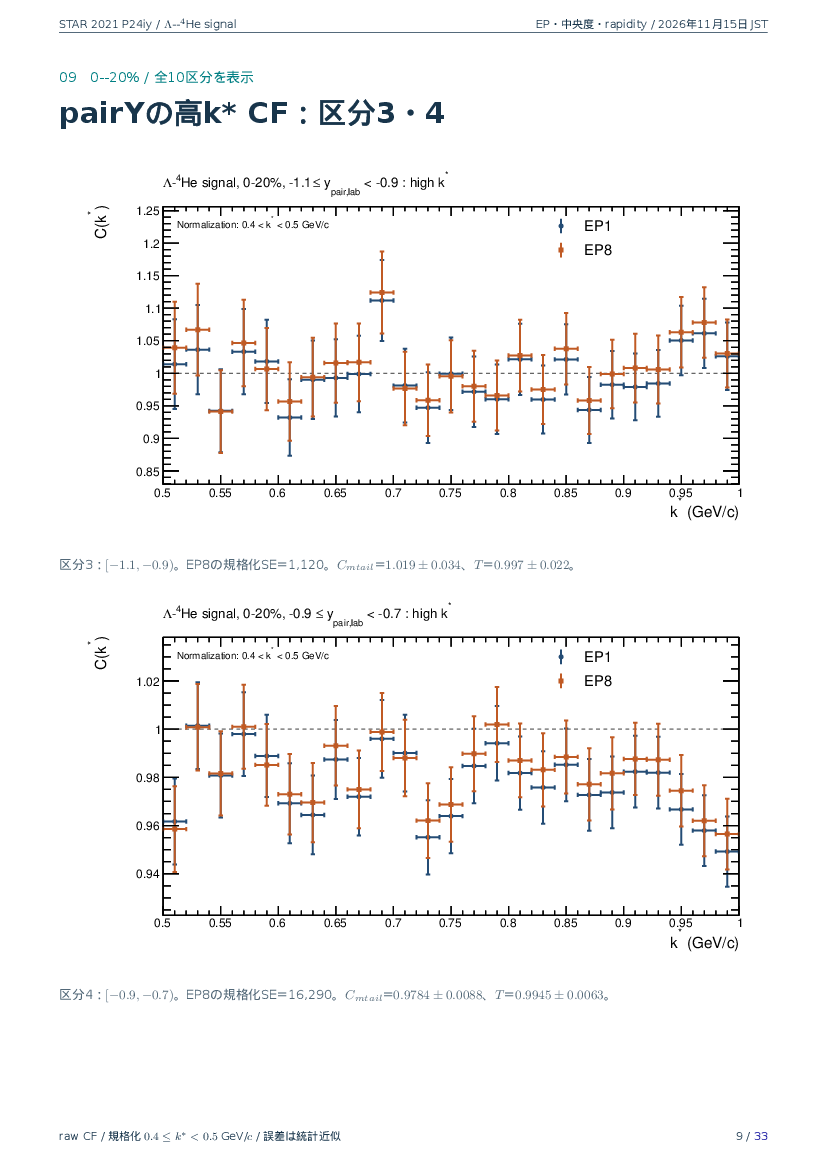 STAR 2021 P24iy / Λ--⁴He signal
EP・中央度・rapidity / 2026年11月15日 JST
09 0--20% / 全10区分を表示
pairYの高k* CF：区分3・4
Λ-⁴He signal, 0-20%, -1.1 ≤ y_pair,lab < -0.9 : high k*
C(k*)
Normalization: 0.4 < k* < 0.5 GeV/c
EP1
EP8
1.25
1.2
1.15
1.1
1.05
1
0.95
0.9
0.85
0.5 0.55 0.6 0.65 0.7 0.75 0.8 0.85 0.9 0.95 1
k* (GeV/c)
区分3：[−1.1, −0.9)。EP8の規格化SE=1,120。C_mtail=1.019 ± 0.034、T=0.997 ± 0.022。
Λ-⁴He signal, 0-20%, -0.9 ≤ y_pair,lab < -0.7 : high k*
C(k*)
Normalization: 0.4 < k* < 0.5 GeV/c
EP1
EP8
1.02
1
0.98
0.96
0.94
0.5 0.55 0.6 0.65 0.7 0.75 0.8 0.85 0.9 0.95 1
k* (GeV/c)
区分4：[−0.9, −0.7)。EP8の規格化SE=16,290。C_mtail=0.9784 ± 0.0088、T=0.9945 ± 0.0063。
raw CF / 規格化 0.4 ≤ k* < 0.5 GeV/c / 誤差は統計近似
9 / 33